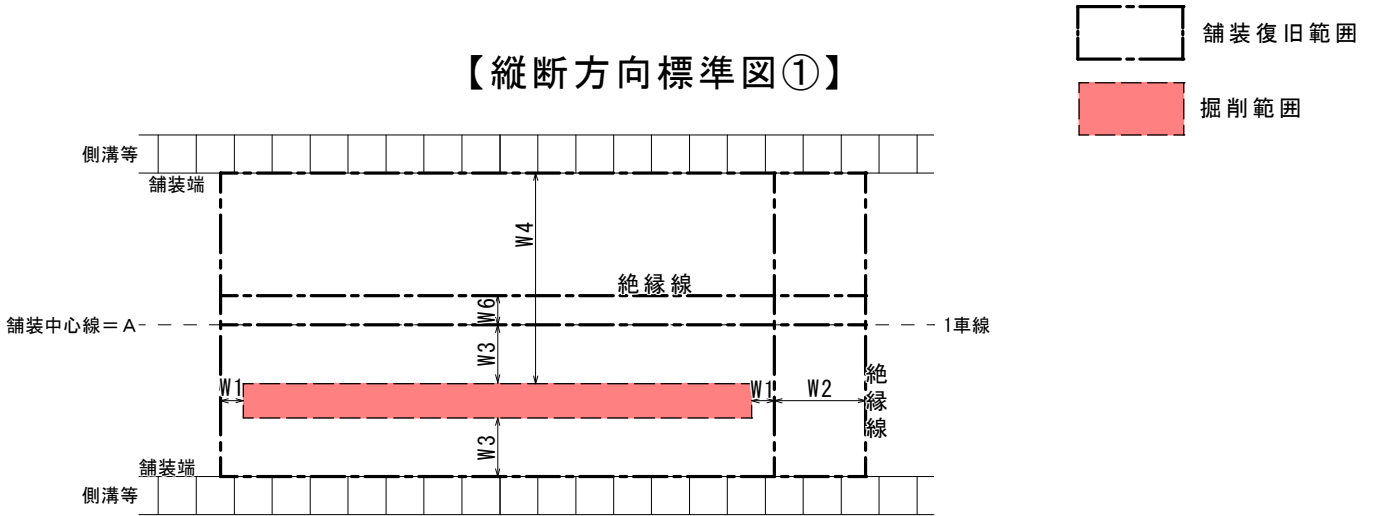 舗装復旧範囲
【縦断方向標準図①】
掘削範囲
側溝等
舗装端
W4
絶縁線
W6
舗装中心線＝A
1車線
W3
W1
W1
W2
絶縁線
W3
舗装端
側溝等